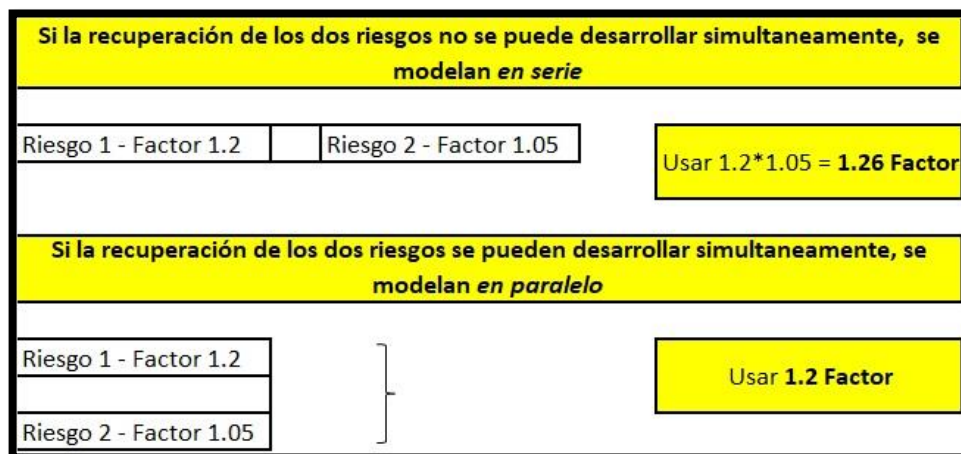 Si la recuperación de los dos riesgos no se puede desarrollar simultaneamente, se
modelan en serie
Riesgo 1 - Factor 1.2
Riesgo 2 - Factor 1.05
Usar 1.2*1.05 = 1.26 Factor
Si la recuperación de los dos riesgos se pueden desarrollar simultaneamente, se
modelan en paralelo
Riesgo 1 - Factor 1.2
Usar 1.2 Factor
Riesgo 2 - Factor 1.05